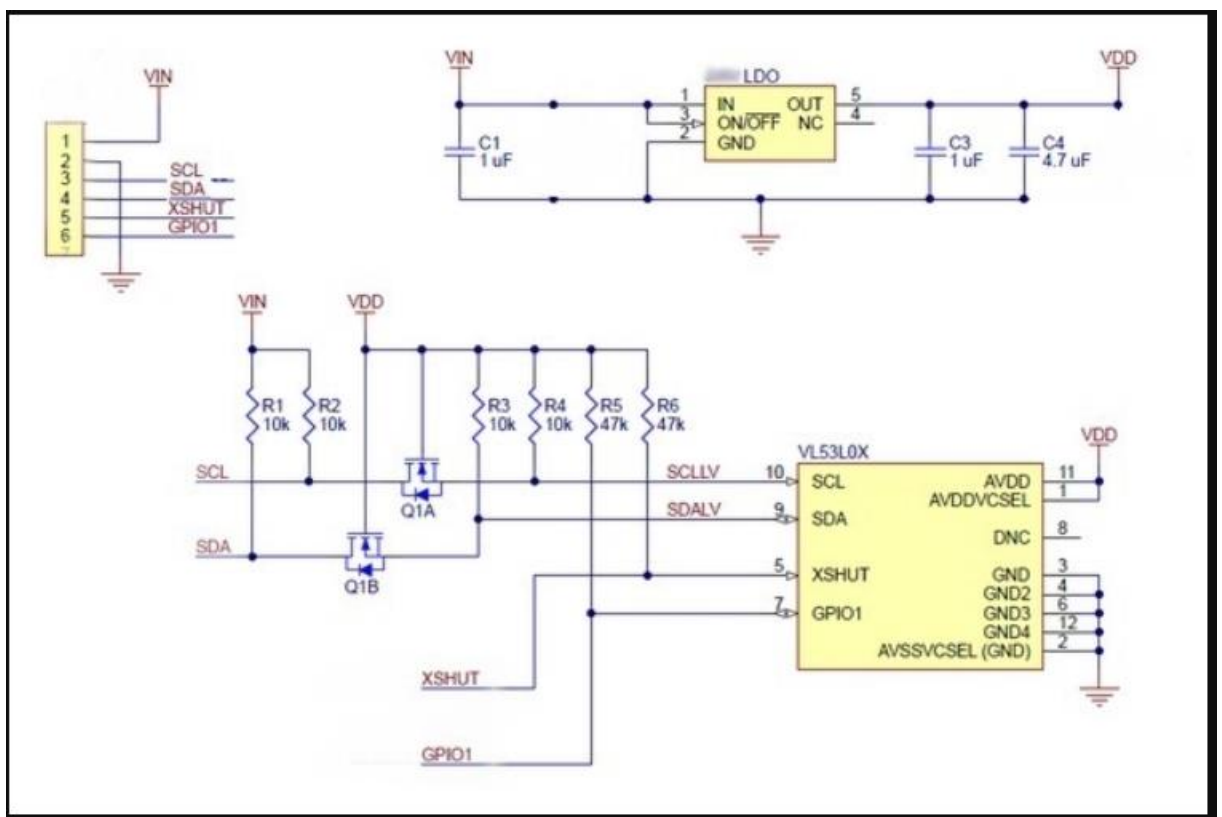 VIN
1
2
3
4
5
6
SCL
SDA
XSHUT
GPIO1
VIN
VDD
LDO
1 IN OUT 5
3 ON/OFF NC 4
2 GND
C1
1 uF
C3
1 uF
C4
4.7 uF
VIN
VDD
R1
10k
R2
10k
R3
10k
R4
10k
R5
47k
R6
47k
SCL
Q1A
SCLLV
SDA
Q1B
SDALV
XSHUT
GPIO1
VDD
VL53L0X
10 SCL AVDD 11
AVDDVCSEL 1
9 SDA
DNC 8
5 XSHUT GND 3
GND2 4
7 GPIO1 GND3 6
GND4 12
AVSSVCSEL (GND) 2